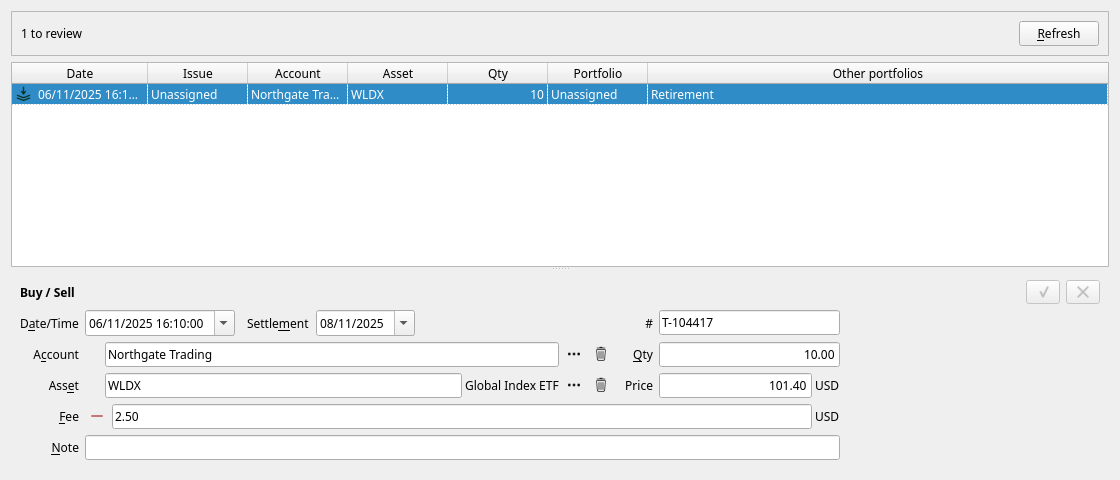 1 to review Refresh
Date Issue Account Asset Qty Portfolio Other portfolios
06/11/2025 16:1... Unassigned Northgate Tra... WLDX 10 Unassigned Retirement
Buy / Sell
Date/Time 06/11/2025 16:10:00 Settlement 08/11/2025 # T-104417
Account Northgate Trading ••• Qty 10.00
Asset WLDX Global Index ETF ••• Price 101.40 USD
Fee 2.50 USD
Note